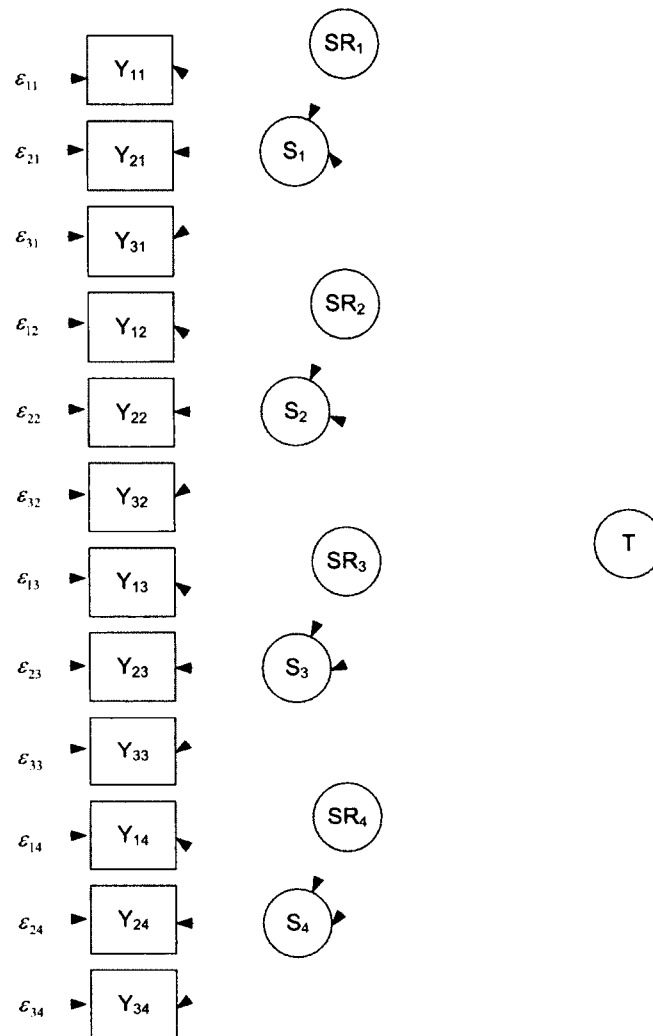 SR₁
ε₁₁ Y₁₁
ε₂₁ Y₂₁ S₁
ε₃₁ Y₃₁
SR₂
ε₁₂ Y₁₂
ε₂₂ Y₂₂ S₂
ε₃₂ Y₃₂
T
SR₃
ε₁₃ Y₁₃
ε₂₃ Y₂₃ S₃
ε₃₃ Y₃₃
SR₄
ε₁₄ Y₁₄
ε₂₄ Y₂₄ S₄
ε₃₄ Y₃₄